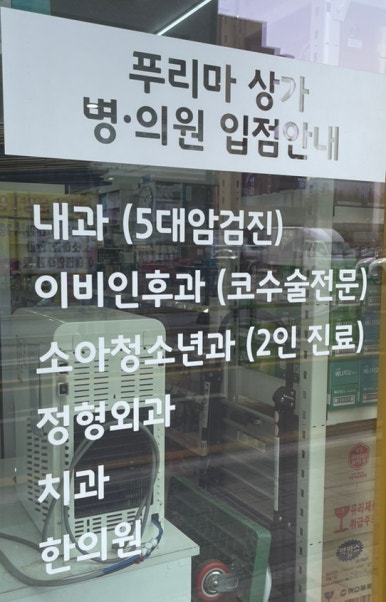 푸리마 상가
병·의원 입점안내
내과 (5대암검진)
이비인후과 (코수술전문)
소아청소년과 (2인 진료)
정형외과
치과
한의원